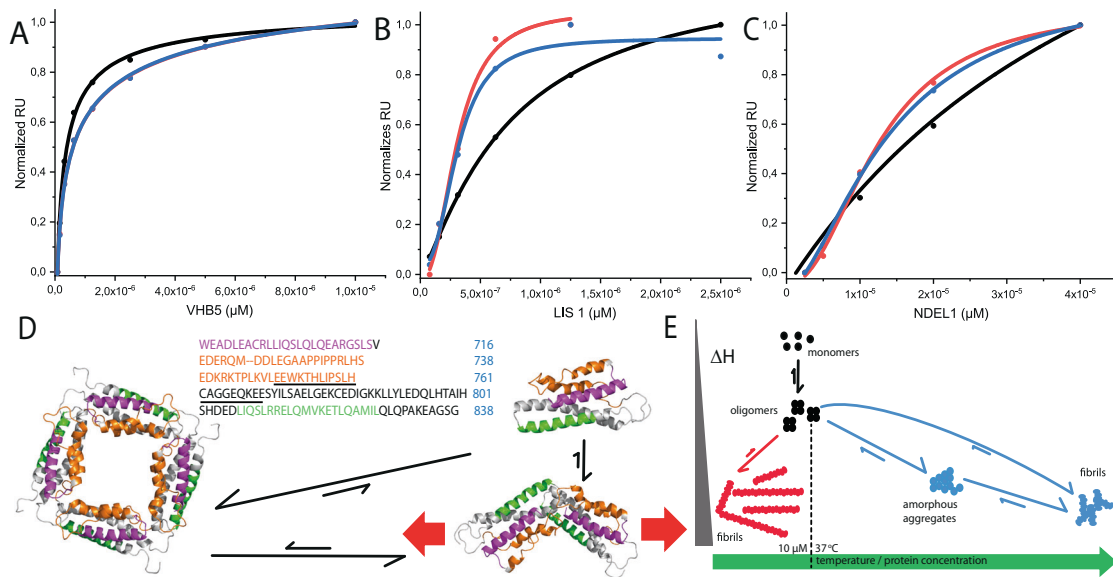 A
1,0
0,8
0,6
0,4
0,2
0,0
Normalized RU
0,0
2,0x10⁻⁶
4,0x10⁻⁶
6,0x10⁻⁶
8,0x10⁻⁶
1,0x10⁻⁵
VHB5 (µM)
B
1,0
0,8
0,6
0,4
0,2
0,0
Normalizes RU
5,0x10⁻⁷
1,0x10⁻⁶
1,5x10⁻⁶
2,0x10⁻⁶
2,5x10⁻⁶
LIS 1 (µM)
C
1,0
0,8
0,6
0,4
0,2
0,0
Normalized RU
0
1x10⁻⁵
2x10⁻⁵
3x10⁻⁵
4x10⁻⁵
NDEL1 (µM)
D
WEADLEACRLLIQSLQLQEARGSLSV 716
EDERQM--DDLEGAAPPIPPRLHS 738
EDKRKTPLKVLEEWKTHLIPSLH 761
CAGGEQKEESYILSAELGEKCEDIGKKLLYLEDQLHTAIH 801
SHDEDLIQSLRRELQMVKETLQAMILQLQPAKEAGSG 838
E
ΔH
monomers
oligomers
fibrils
amorphous
aggregates
fibrils
10 µM
37°C
temperature / protein concentration